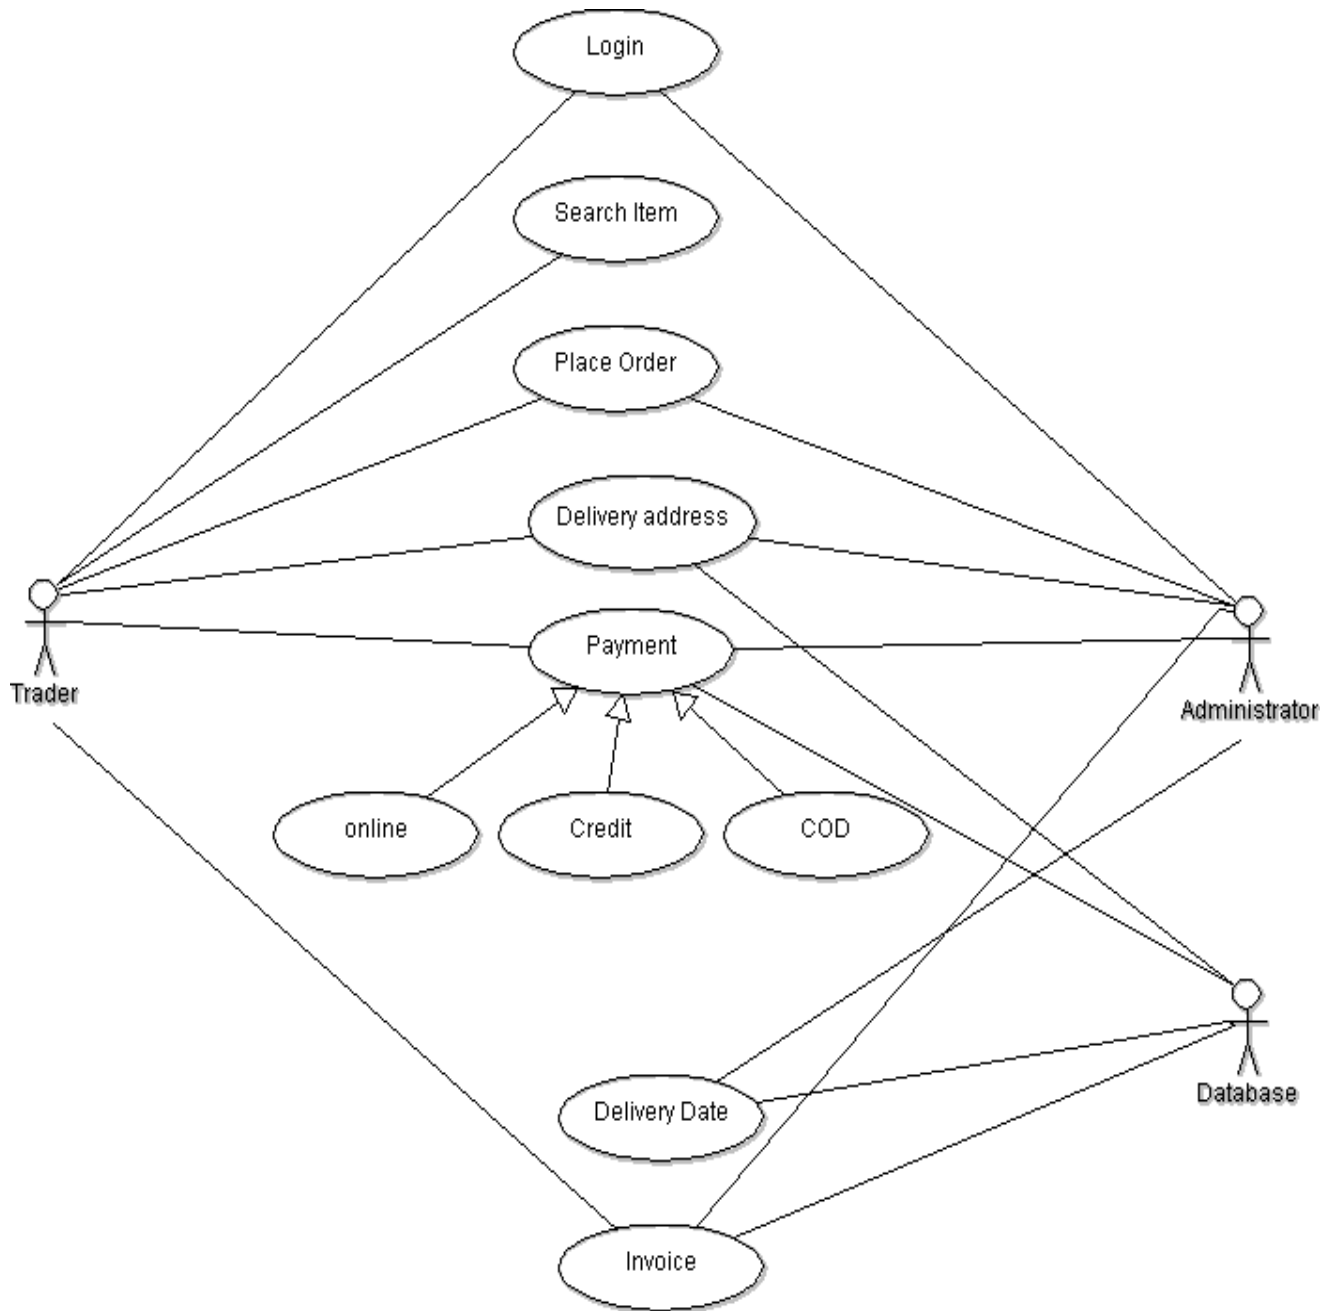 Login
Search Item
Place Order
Delivery address
Payment
Trader
Administrator
online
Credit
COD
Database
Delivery Date
Invoice